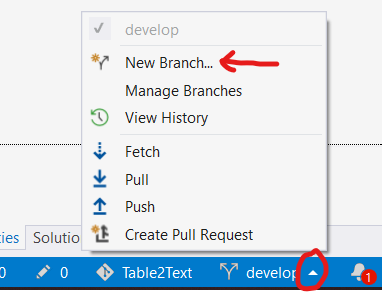 develop
New Branch...
Manage Branches
View History
Fetch
Pull
Push
Create Pull Request
ties Solution
0 0 Table2Text develop 1